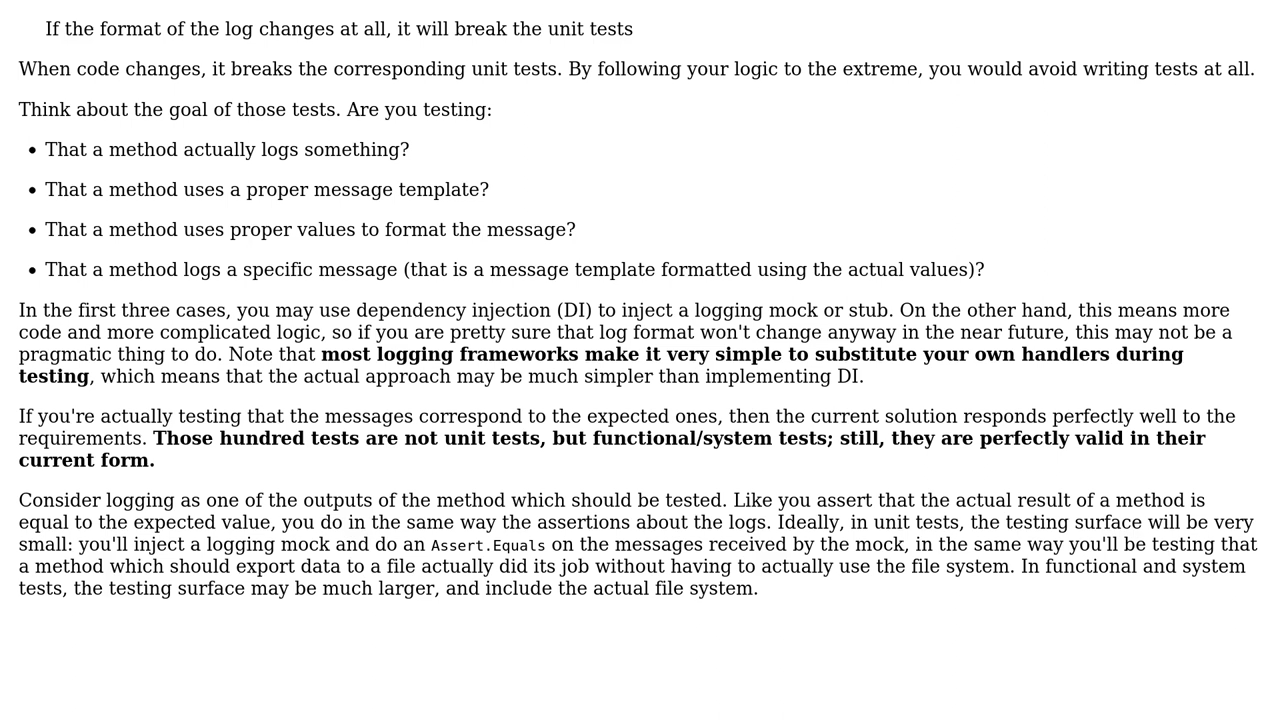 If the format of the log changes at all, it will break the unit tests
When code changes, it breaks the corresponding unit tests. By following your logic to the extreme, you would avoid writing tests at all.
Think about the goal of those tests. Are you testing:
• That a method actually logs something?
• That a method uses a proper message template?
• That a method uses proper values to format the message?
• That a method logs a specific message (that is a message template formatted using the actual values)?
In the first three cases, you may use dependency injection (DI) to inject a logging mock or stub. On the other hand, this means more
code and more complicated logic, so if you are pretty sure that log format won't change anyway in the near future, this may not be a
pragmatic thing to do. Note that most logging frameworks make it very simple to substitute your own handlers during
testing, which means that the actual approach may be much simpler than implementing DI.
If you're actually testing that the messages correspond to the expected ones, then the current solution responds perfectly well to the
requirements. Those hundred tests are not unit tests, but functional/system tests; still, they are perfectly valid in their
current form.
Consider logging as one of the outputs of the method which should be tested. Like you assert that the actual result of a method is
equal to the expected value, you do in the same way the assertions about the logs. Ideally, in unit tests, the testing surface will be very
small: you'll inject a logging mock and do an Assert.Equals on the messages received by the mock, in the same way you'll be testing that
a method which should export data to a file actually did its job without having to actually use the file system. In functional and system
tests, the testing surface may be much larger, and include the actual file system.